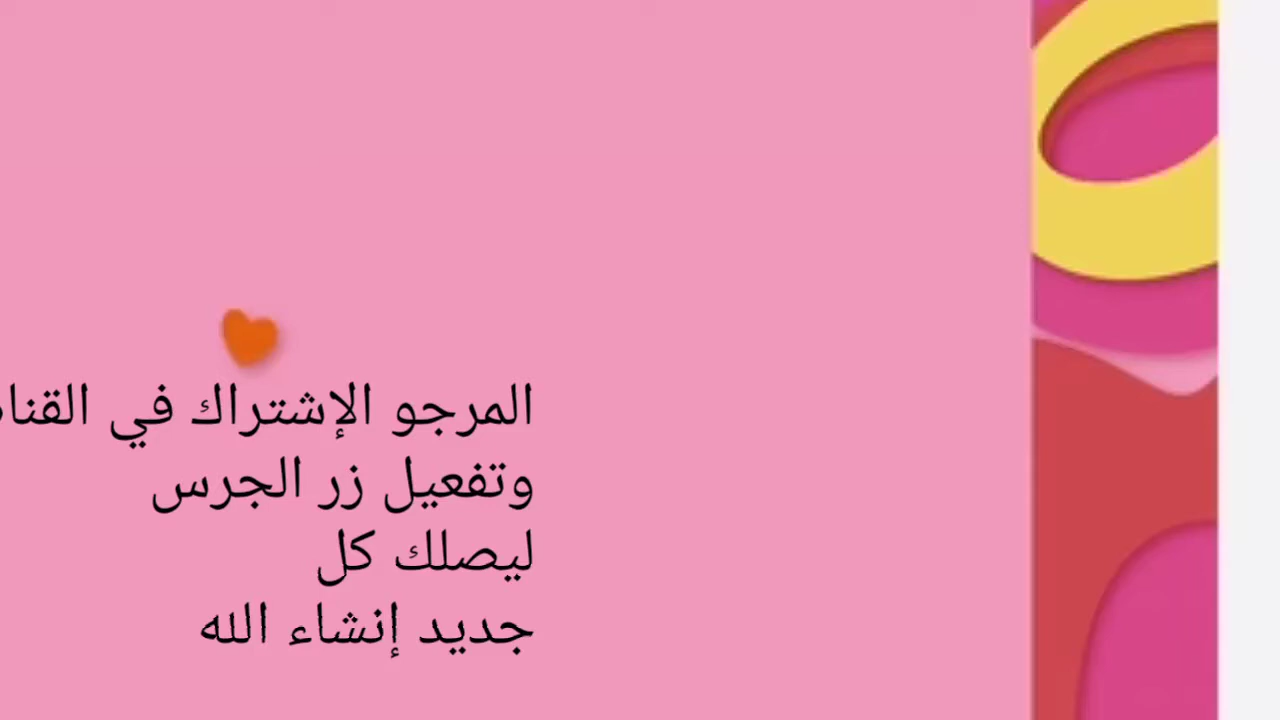 المرجو الإشتراك في
وتفعيل زر الجرس
ليصلك كل
جديد إنشاء الله